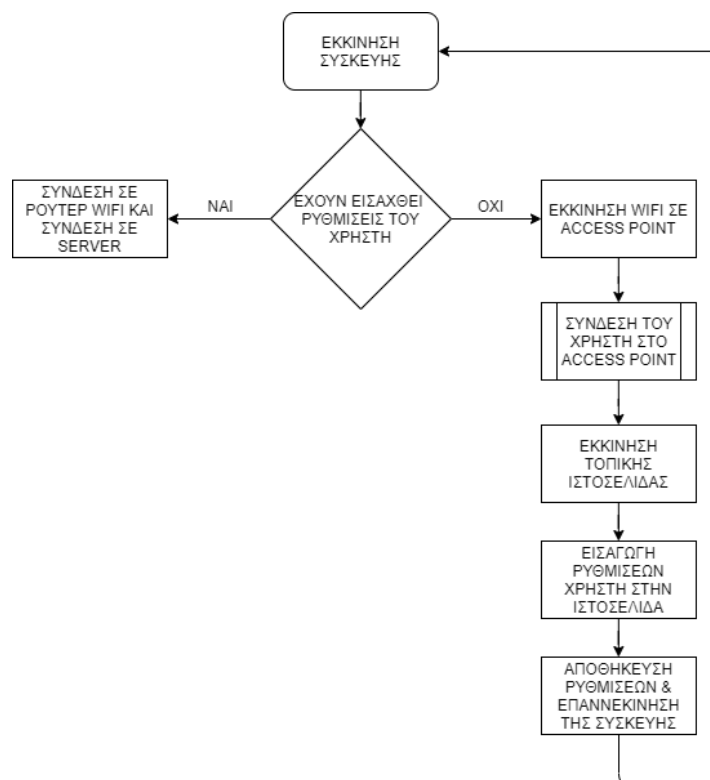 ΕΚΚΙΝΗΣΗ
ΣΥΣΚΕΥΗΣ
ΕΧΟΥΝ ΕΙΣΑΧΘΕΙ
ΡΥΘΜΙΣΕΙΣ ΤΟΥ
ΧΡΗΣΤΗ
ΝΑΙ
ΣΥΝΔΕΣΗ ΣΕ
ΡΟΥΤΕΡ WIFI ΚΑΙ
ΣΥΝΔΕΣΗ ΣΕ
SERVER
ΟΧΙ
ΕΚΚΙΝΗΣΗ WIFI ΣΕ
ACCESS POINT
ΣΥΝΔΕΣΗ ΤΟΥ
ΧΡΗΣΤΗ ΣΤΟ
ACCESS POINT
ΕΚΚΙΝΗΣΗ
ΤΟΠΙΚΗΣ
ΙΣΤΟΣΕΛΙΔΑΣ
ΕΙΣΑΓΩΓΗ
ΡΥΘΜΙΣΕΩΝ
ΧΡΗΣΤΗ ΣΤΗΝ
ΙΣΤΟΣΕΛΙΔΑ
ΑΠΟΘΗΚΕΥΣΗ
ΡΥΘΜΙΣΕΩΝ &
ΕΠΑΝΝΕΚΙΝΗΣΗ
ΤΗΣ ΣΥΣΚΕΥΗΣ